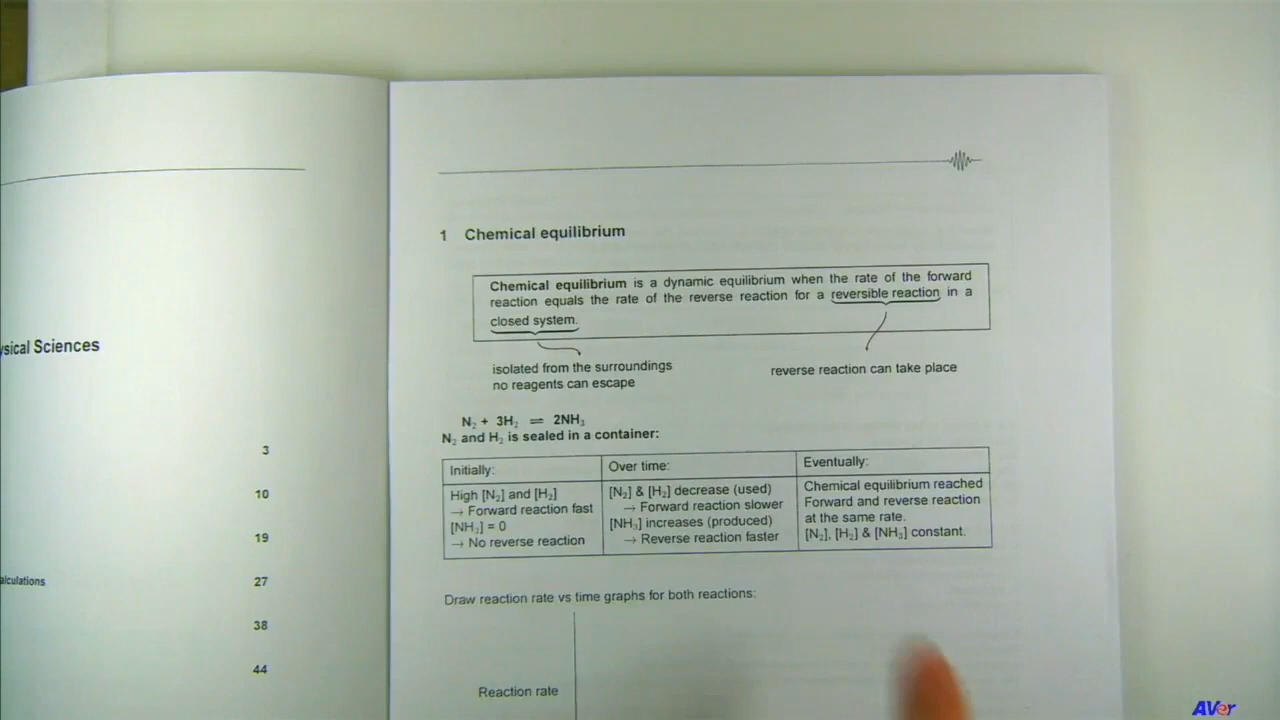 ysical Sciences
3
10
19
alculations 27
38
44
1 Chemical equilibrium
Chemical equilibrium is a dynamic equilibrium when the rate of the forward
reaction equals the rate of the reverse reaction for a reversible reaction in a
closed system.
isolated from the surroundings
no reagents can escape
reverse reaction can take place
N₂ + 3H₂ ⇌ 2NH₃
N₂ and H₂ is sealed in a container:
Initially:
High [N₂] and [H₂]
→ Forward reaction fast
[NH₃] = 0
→ No reverse reaction
Over time:
[N₂] & [H₂] decrease (used)
→ Forward reaction slower
[NH₃] increases (produced)
→ Reverse reaction faster
Eventually:
Chemical equilibrium reached
Forward and reverse reaction
at the same rate.
[N₂], [H₂] & [NH₃] constant.
Draw reaction rate vs time graphs for both reactions:
Reaction rate
AVer